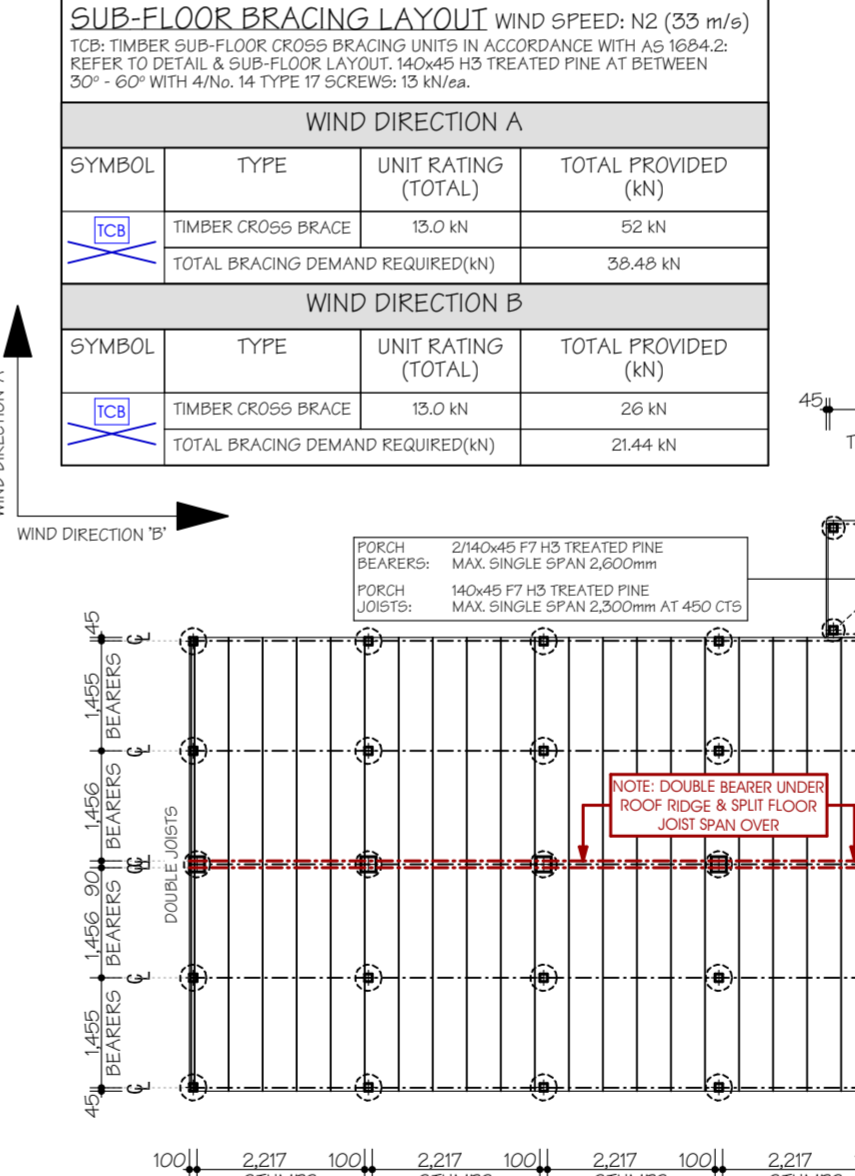 SUB-FLOOR BRACING LAYOUT WIND SPEED: N2 (33 m/s)
TCB: TIMBER SUB-FLOOR CROSS BRACING UNITS IN ACCORDANCE WITH AS 1684.2:
REFER TO DETAIL & SUB-FLOOR LAYOUT. 140x45 H3 TREATED PINE AT BETWEEN
30° - 60° WITH 4/No. 14 TYPE 17 SCREWS: 13 kN/ea.
WIND DIRECTION A
SYMBOL TYPE UNIT RATING (TOTAL) TOTAL PROVIDED (kN)
TCB TIMBER CROSS BRACE 13.0 kN 52 kN
TOTAL BRACING DEMAND REQUIRED(kN) 38.48 kN
WIND DIRECTION B
SYMBOL TYPE UNIT RATING (TOTAL) TOTAL PROVIDED (kN)
TCB TIMBER CROSS BRACE 13.0 kN 26 kN
TOTAL BRACING DEMAND REQUIRED(kN) 21.44 kN
45
WIND DIRECTION 'B'
PORCH 2/140x45 F7 H3 TREATED PINE
BEARERS: MAX. SINGLE SPAN 2,600mm
PORCH 140x45 F7 H3 TREATED PINE
JOISTS: MAX. SINGLE SPAN 2,300mm AT 450 CTS
45
1,455
BEARERS
1,456
BEARERS
90
1,456
BEARERS
1,455
BEARERS
45
DOUBLE JOISTS
NOTE: DOUBLE BEARER UNDER
ROOF RIDGE & SPLIT FLOOR
JOIST SPAN OVER
100 2,217 100 2,217 100 2,217 100 2,217